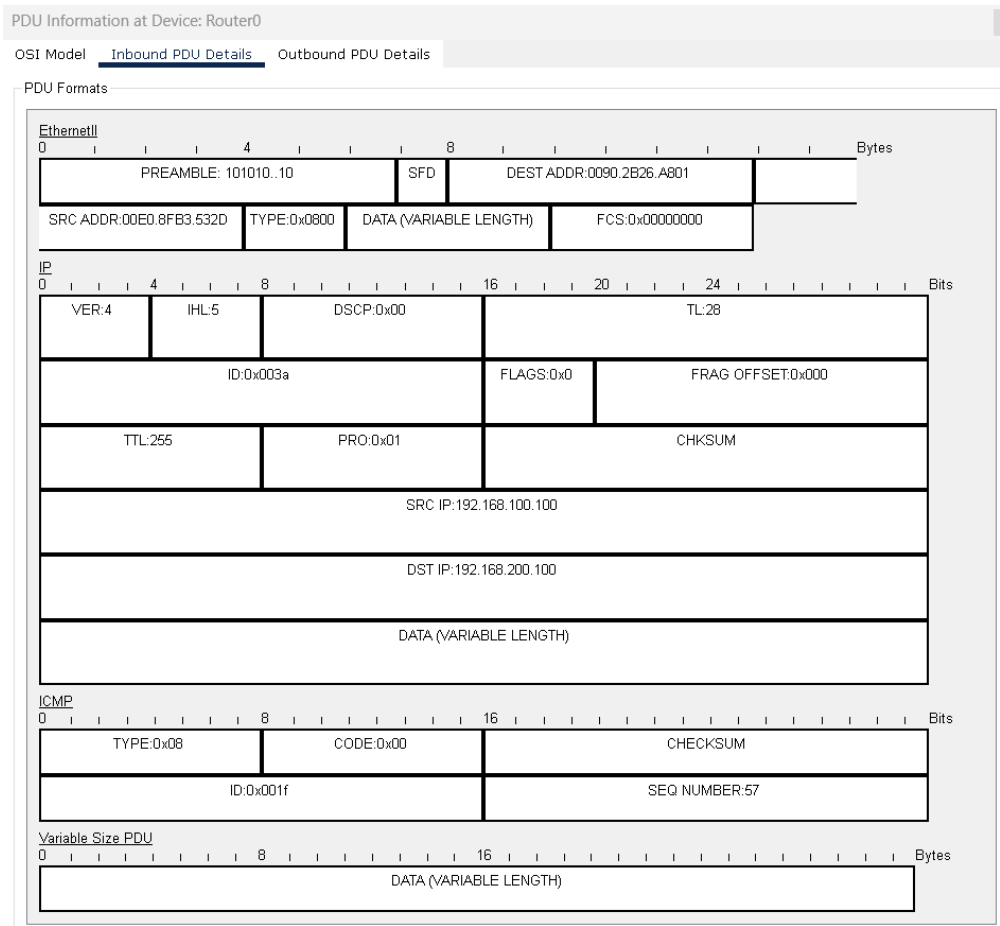 PDU Information at Device: Router0
OSI Model Inbound PDU Details Outbound PDU Details
PDU Formats
EthernetII
0 4 8 Bytes
PREAMBLE: 101010..10 SFD DEST ADDR:0090.2B26.A801
SRC ADDR:00E0.8FB3.532D TYPE:0x0800 DATA (VARIABLE LENGTH) FCS:0x00000000
IP
0 4 8 16 20 24 Bits
VER:4 IHL:5 DSCP:0x00 TL:28
ID:0x003a FLAGS:0x0 FRAG OFFSET:0x000
TTL:255 PRO:0x01 CHKSUM
SRC IP:192.168.100.100
DST IP:192.168.200.100
DATA (VARIABLE LENGTH)
ICMP
0 8 16 Bits
TYPE:0x08 CODE:0x00 CHECKSUM
ID:0x001f SEQ NUMBER:57
Variable Size PDU
0 8 16 Bytes
DATA (VARIABLE LENGTH)